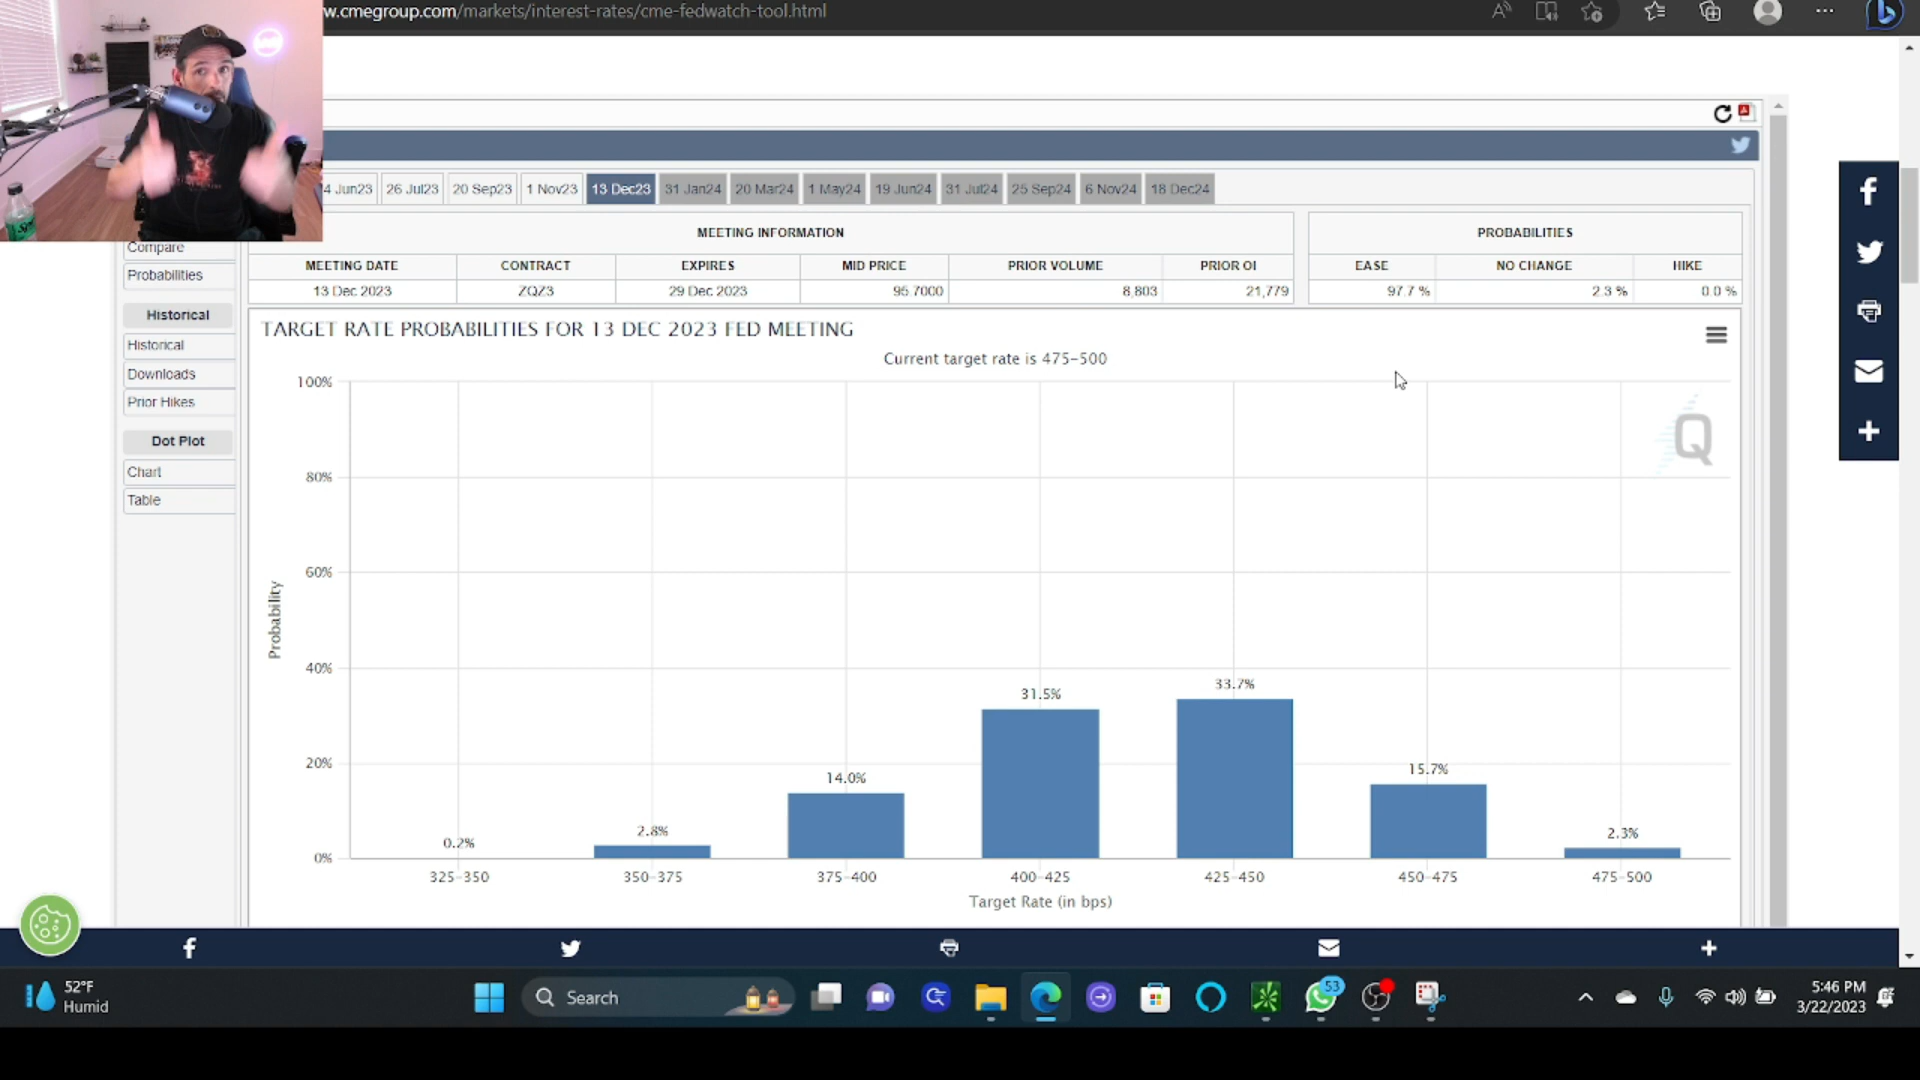 w.cmegroup.com/markets/interest-rates/cme-fedwatch-tool.html
4 Jun23 26 Jul23 20 Sep23 1 Nov23 13 Dec23 31 Jan24 20 Mar24 1 May24 19 Jun24 31 Jul24 25 Sep24 6 Nov24 18 Dec24
Compare
Probabilities
Historical
Historical
Downloads
Prior Hikes
Dot Plot
Chart
Table
MEETING INFORMATION
MEETING DATE CONTRACT EXPIRES MID PRICE PRIOR VOLUME PRIOR OI
13 Dec 2023 ZQZ3 29 Dec 2023 95.7000 8,803 21,779
PROBABILITIES
EASE NO CHANGE HIKE
97.7 % 2.3 % 0.0 %
TARGET RATE PROBABILITIES FOR 13 DEC 2023 FED MEETING
Current target rate is 475-500
Q
100%
80%
60%
40%
20%
0%
Probability
0.2% 2.8% 14.0% 31.5% 33.7% 15.7% 2.3%
325-350 350-375 375-400 400-425 425-450 450-475 475-500
Target Rate (in bps)
52°F
Humid
Search
53
5:46 PM
3/22/2023